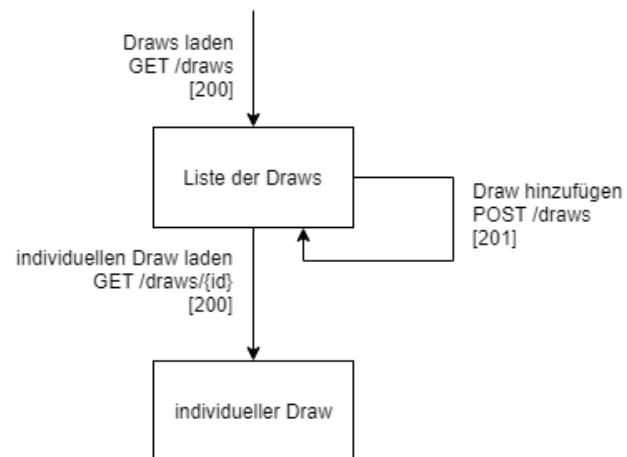 Draws laden
GET /draws
[200]
Liste der Draws
Draw hinzufügen
POST /draws
[201]
individuellen Draw laden
GET /draws/{id}
[200]
individueller Draw